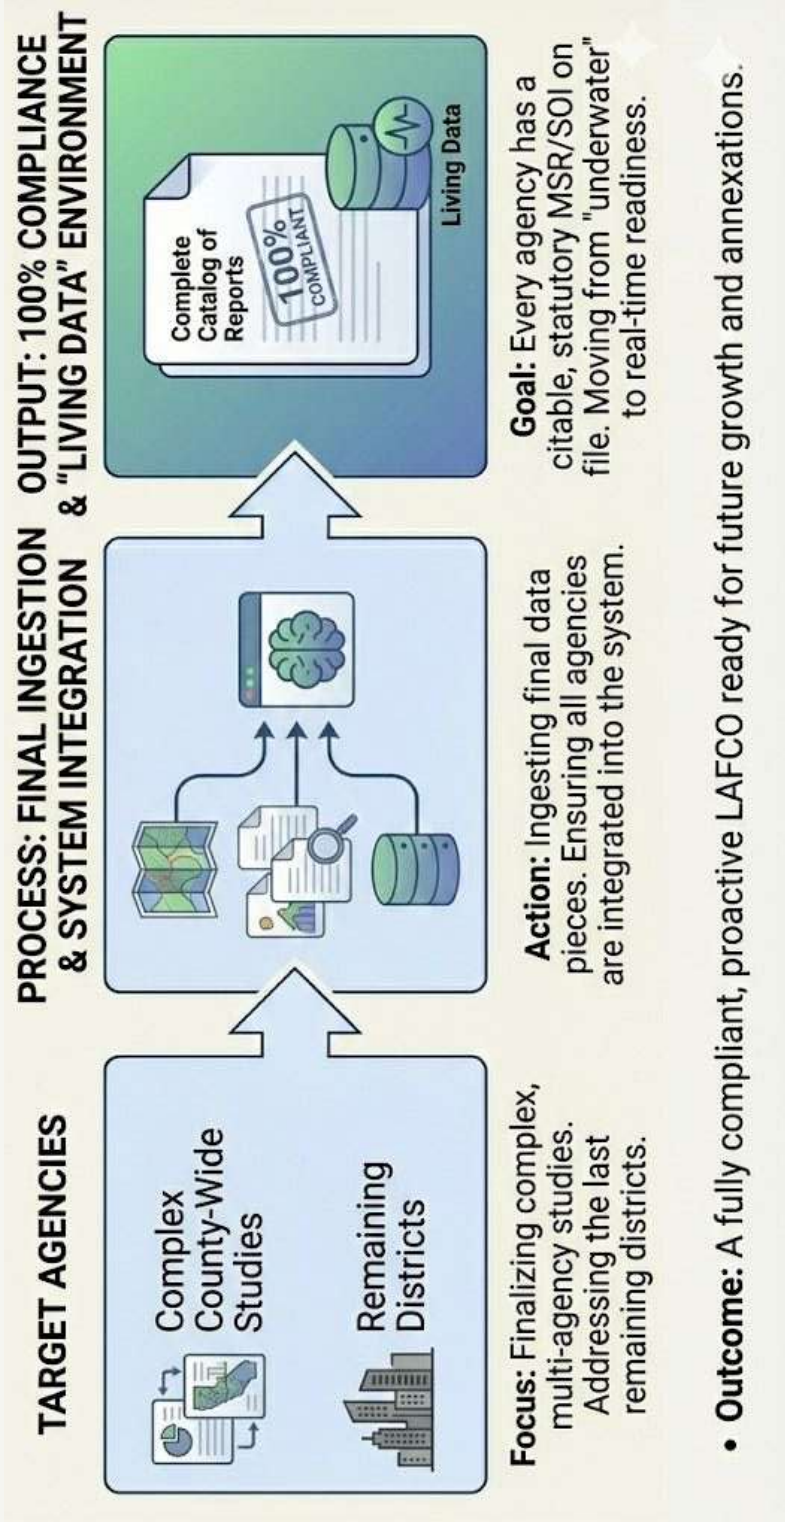 TARGET AGENCIES
Complex
County-Wide
Studies
Remaining
Districts
Focus: Finalizing complex,
multi-agency studies.
Addressing the last
remaining districts.
PROCESS: FINAL INGESTION
& SYSTEM INTEGRATION
Action: Ingesting final data
pieces. Ensuring all agencies
are integrated into the system.
OUTPUT: 100% COMPLIANCE
& “LIVING DATA” ENVIRONMENT
Complete
Catalog of
Reports
100%
COMPLIANT
Living Data
Goal: Every agency has a
citable, statutory MSR/SOI on
file. Moving from "underwater"
to real-time readiness.
• Outcome: A fully compliant, proactive LAFCO ready for future growth and annexations.